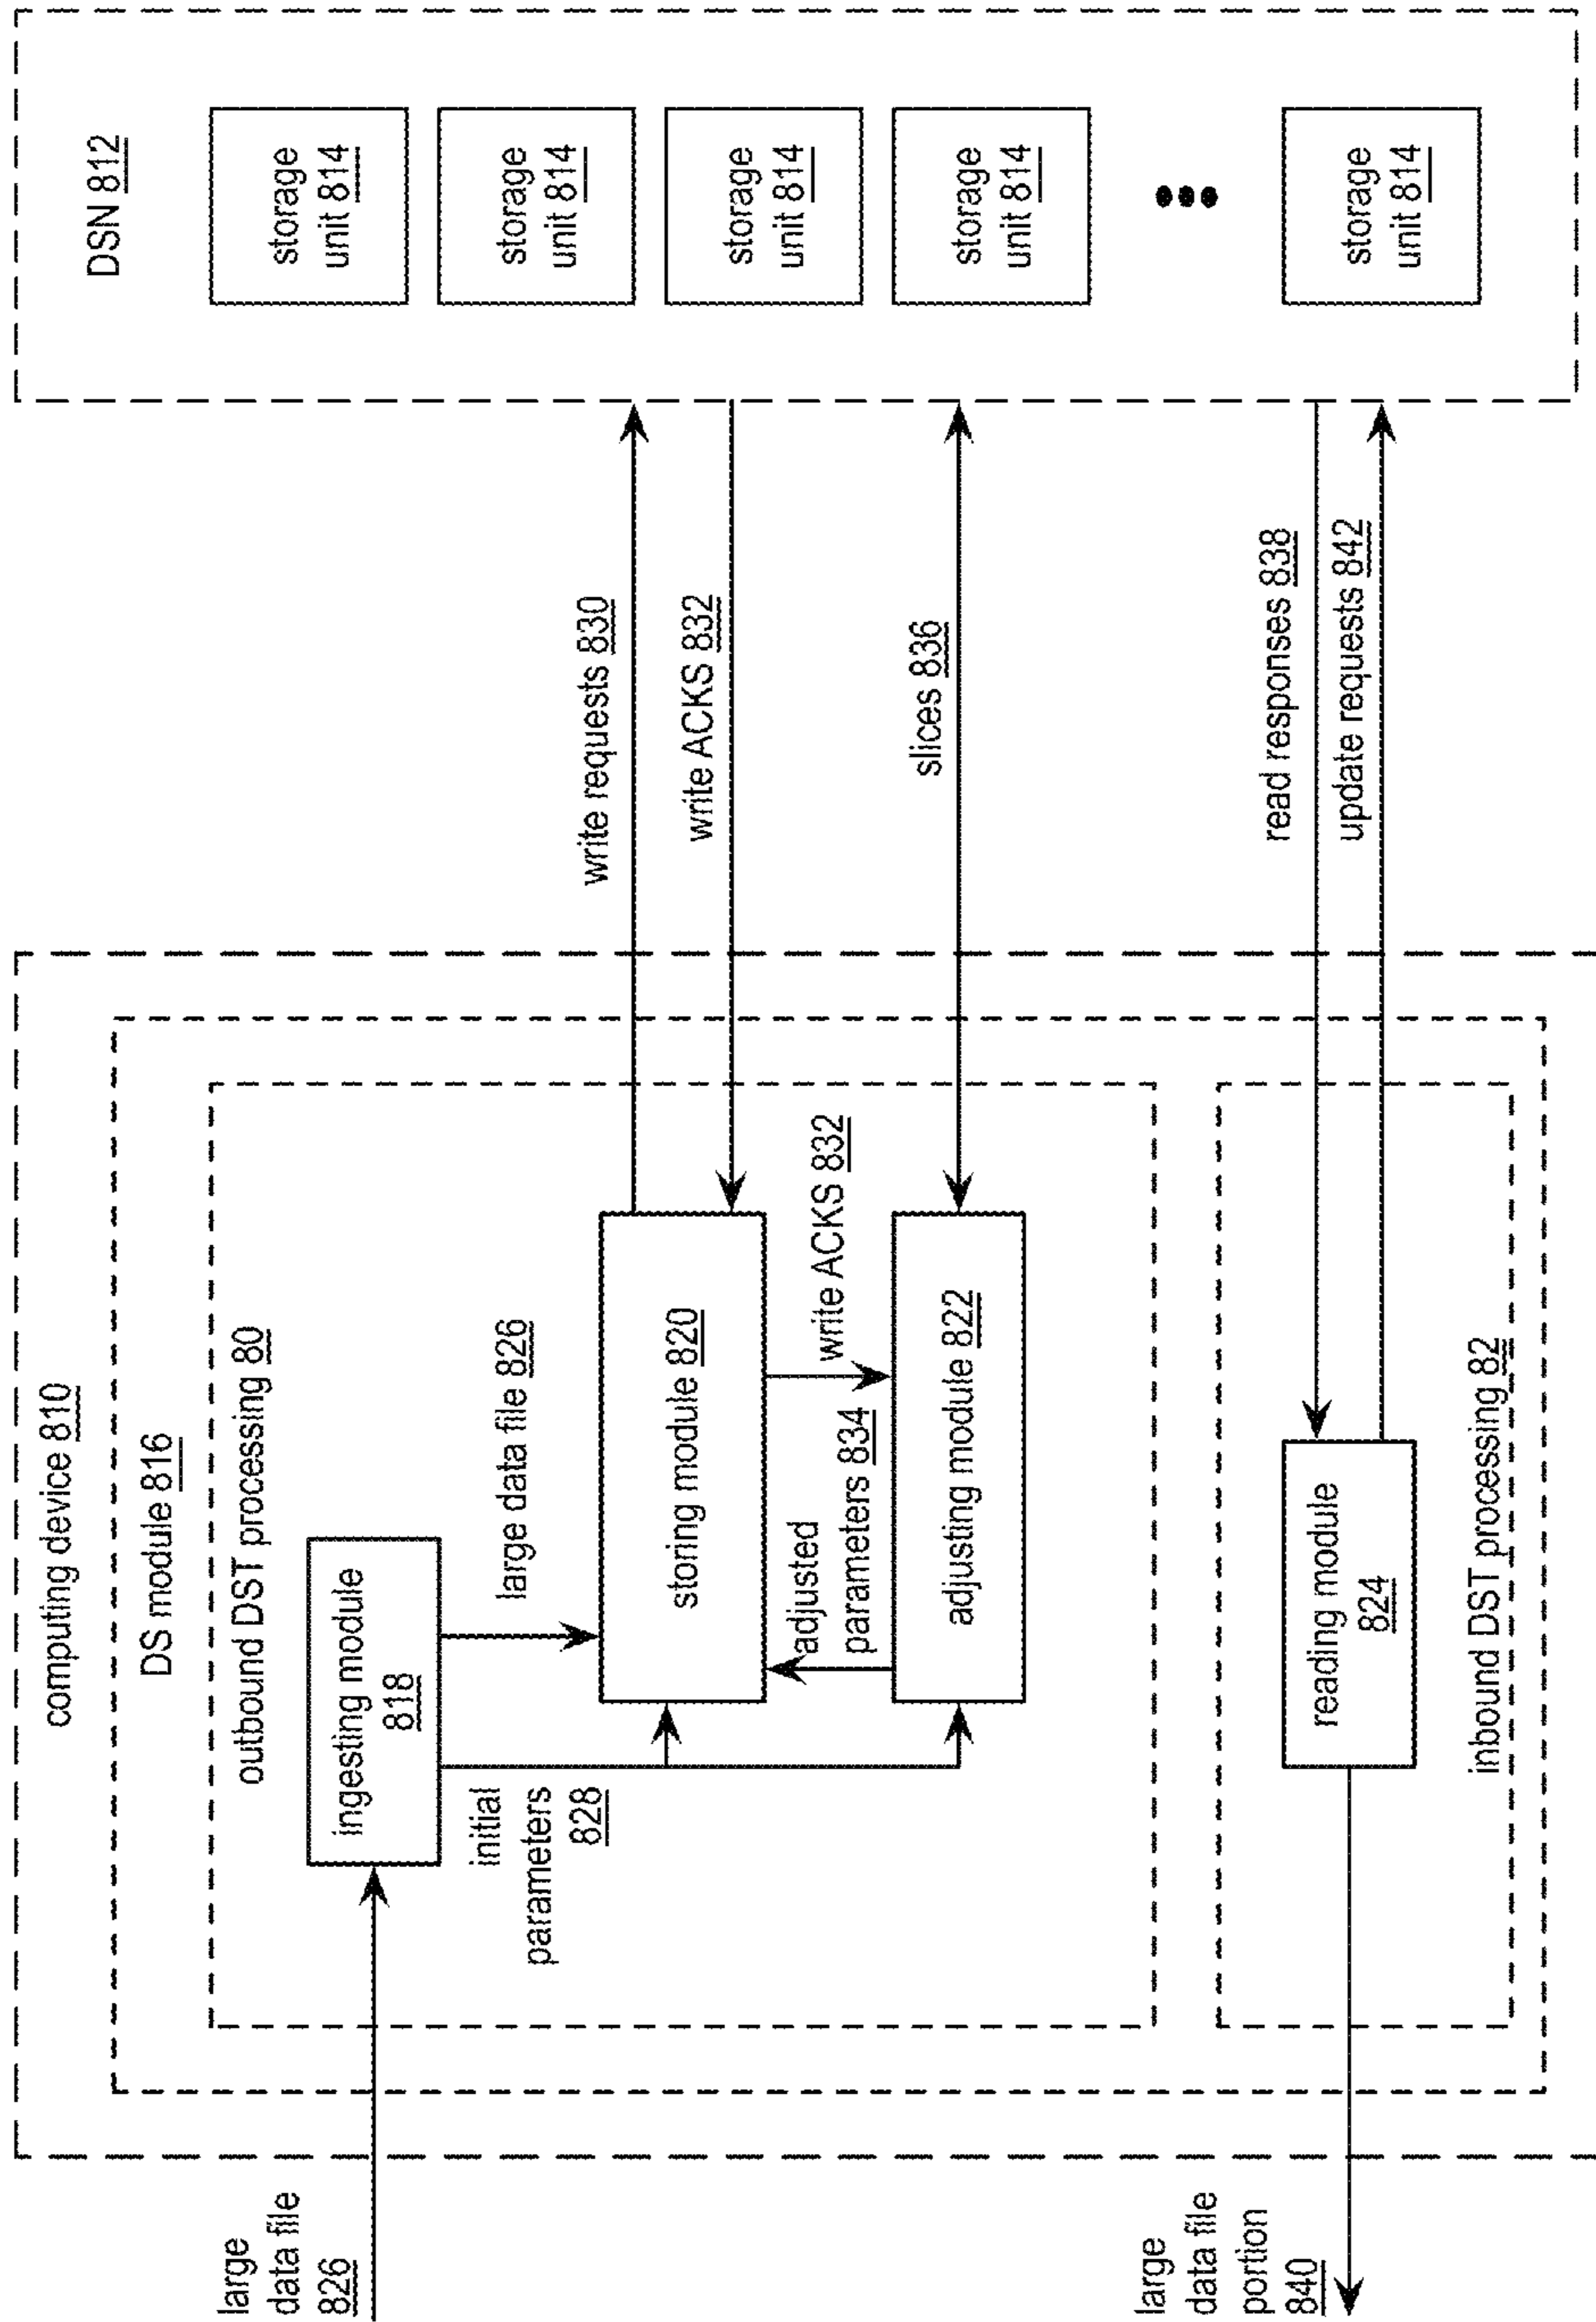 computing device 810
DS module 816
outbound DST processing 80
large
data file
826
ingesting module
818
initial
parameters
828
large data file 826
storing module 820
adjusted
parameters 834
write ACKS 832
adjusting module 822
write requests 830
write ACKS 832
slices 836
DSN 812
storage
unit 814
storage
unit 814
storage
unit 814
storage
unit 814
storage
unit 814
large
data file
portion
840
reading module
824
inbound DST processing 82
read responses 838
update requests 842